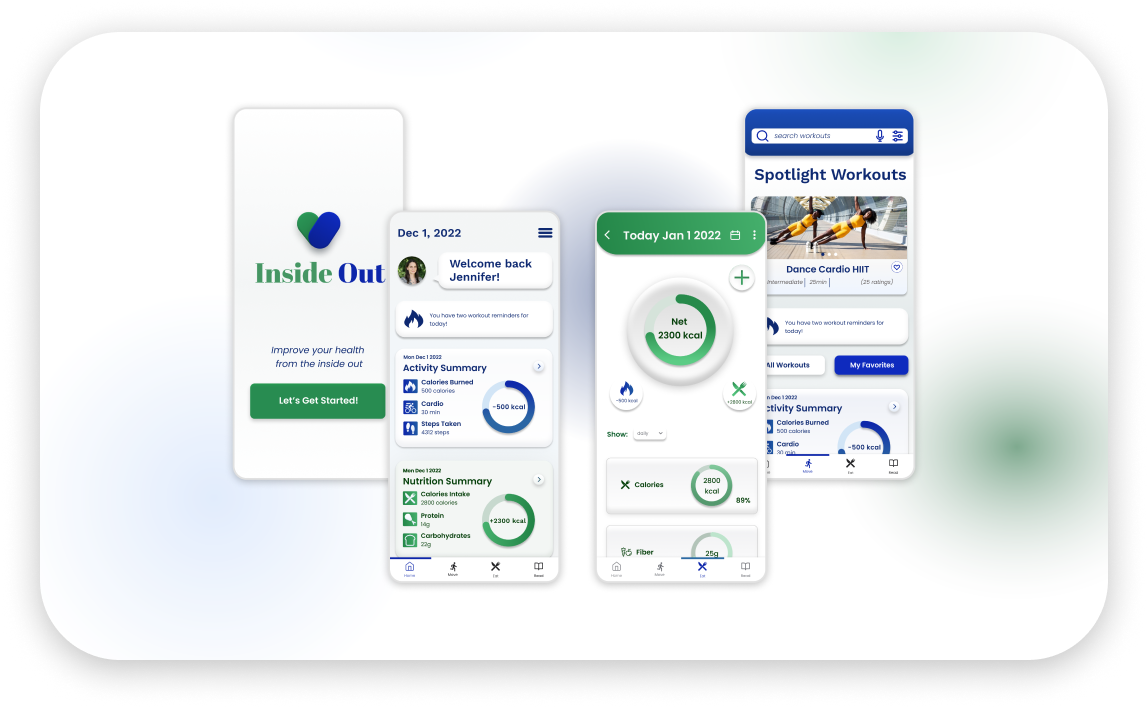 Inside Out
Improve your health
from the inside out
Let's Get Started!
Dec 1, 2022
Welcome back
Jennifer!
You have two workout reminders for
today!
Mon Dec 1 2022
Activity Summary
Calories Burned
500 calories
Cardio
30 min
Steps Taken
4312 steps
-500 kcal
Mon Dec 1 2022
Nutrition Summary
Calories Intake
2800 calories
Protein
14g
Carbohydrates
22g
+2300 kcal
Home
Move
Eat
Read
Today Jan 1 2022
Net
2300 kcal
-500 kcal
+2800 kcal
Show:
daily
Calories
2800
kcal
89%
Fiber
25g
Home
Move
Eat
Read
search workouts
Spotlight Workouts
Dance Cardio HIIT
Intermediate | 25min | (25 ratings)
You have two workout reminders for
today!
All Workouts
My Favorites
n Dec 1 2022
ctivity Summary
Calories Burned
500 calories
Cardio
30 min
-500 kcal
Move
Eat
Read